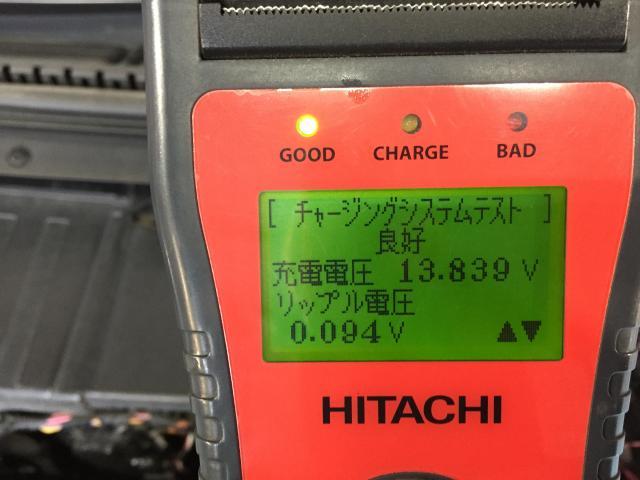 GOOD CHARGE BAD
[ チャージングシステムテスト ]
良好
充電電圧 13.839 V
リップル電圧
0.094 V ▲▼
HITACHI